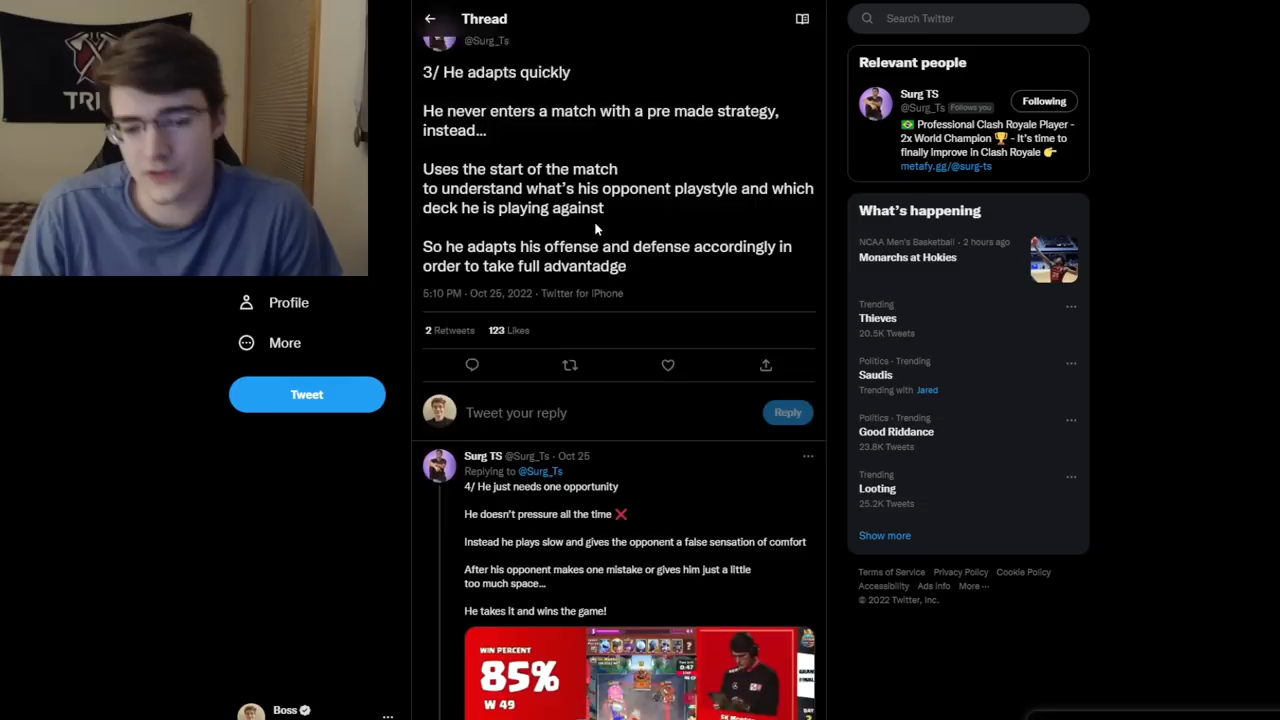 TRI
Thread
@Surg_Ts
3/ He adapts quickly
He never enters a match with a pre made strategy,
instead...
Uses the start of the match
to understand what's his opponent playstyle and which
deck he is playing against
So he adapts his offense and defense accordingly in
order to take full advantadge
5:10 PM · Oct 25, 2022 · Twitter for iPhone
2 Retweets 123 Likes
Tweet your reply
Reply
Surg TS @Surg_Ts · Oct 25
Replying to @Surg_Ts
4/ He just needs one opportunity
He doesn't pressure all the time ❌
Instead he plays slow and gives the opponent a false sensation of comfort
After his opponent makes one mistake or gives him just a little
too much space...
He takes it and wins the game!
WIN PERCENT
85%
W 49
0:47
Profile
More
Tweet
Boss
Search Twitter
Relevant people
Surg TS
@Surg_Ts Follows you
Following
🇧🇷 Professional Clash Royale Player -
2x World Champion 🏆 - It's time to
finally improve in Clash Royale 👉
metafy.gg/@surg-ts
What's happening
NCAA Men's Basketball · 2 hours ago
Monarchs at Hokies
Trending
Thieves
20.5K Tweets
Politics · Trending
Saudis
Trending with Jared
Politics · Trending
Good Riddance
23.8K Tweets
Trending
Looting
25.2K Tweets
Show more
Terms of Service Privacy Policy Cookie Policy
Accessibility Ads info More ···
© 2022 Twitter, Inc.